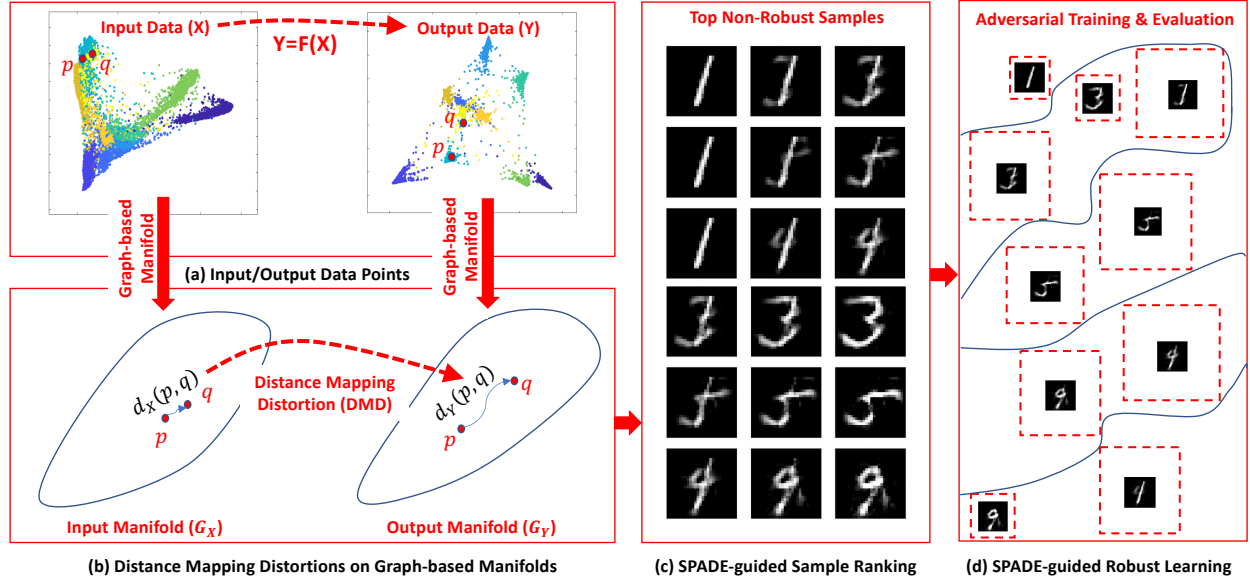 Input Data (X)
Y=F(X)
Output Data (Y)
p
q
q
p
Graph-based
Manifold
Graph-based
Manifold
(a) Input/Output Data Points
d_X(p,q)
q
p
Distance Mapping
Distortion (DMD)
d_Y(p,q)
q
p
Input Manifold (G_X)
Output Manifold (G_Y)
(b) Distance Mapping Distortions on Graph-based Manifolds
Top Non-Robust Samples
(c) SPADE-guided Sample Ranking
Adversarial Training & Evaluation
(d) SPADE-guided Robust Learning